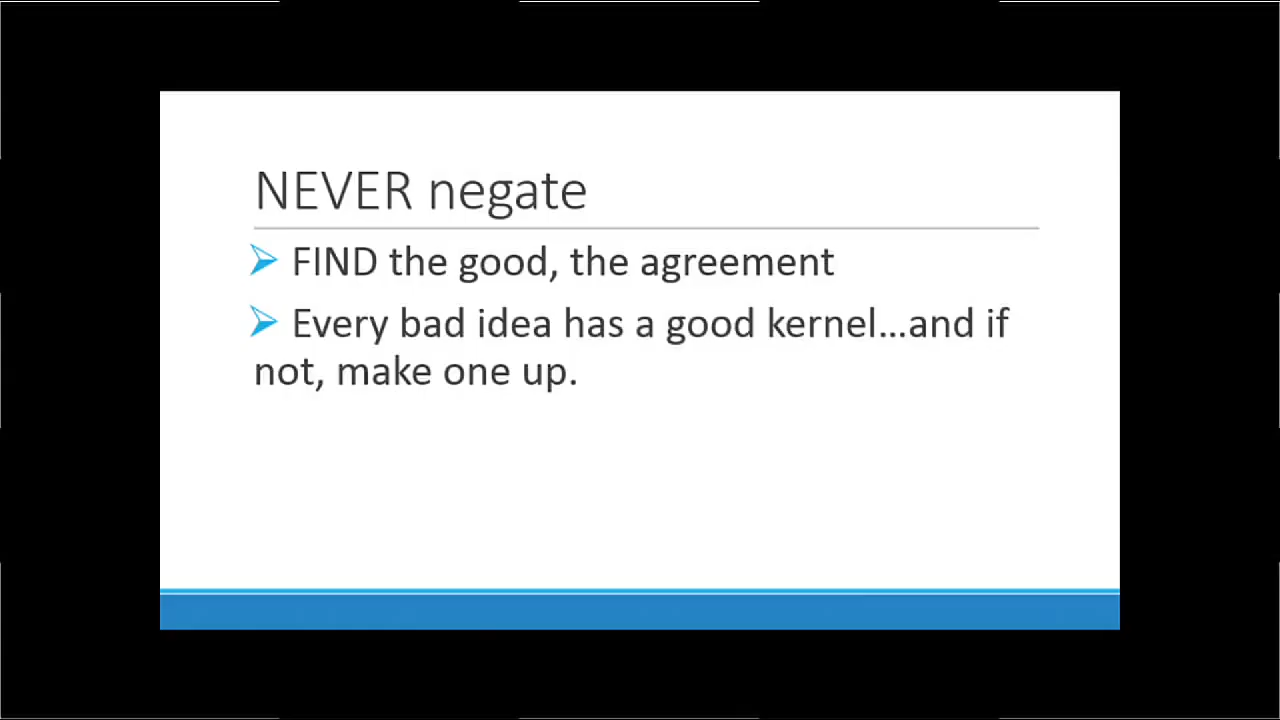 NEVER negate
FIND the good, the agreement
Every bad idea has a good kernel…and if
not, make one up.